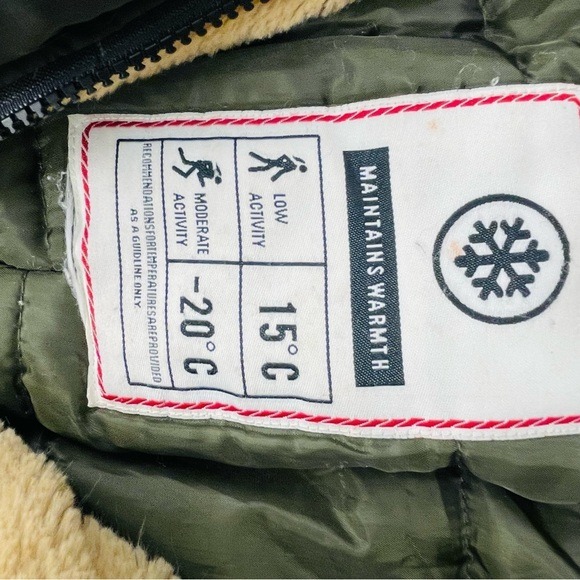 MAINTAINS WARMTH
LOW
ACTIVITY
15°C
MODERATE
ACTIVITY
-20°C
RECOMMENDATIONSFORTEMPERATURESAREPROVIDED
AS A GUIDELINE ONLY.